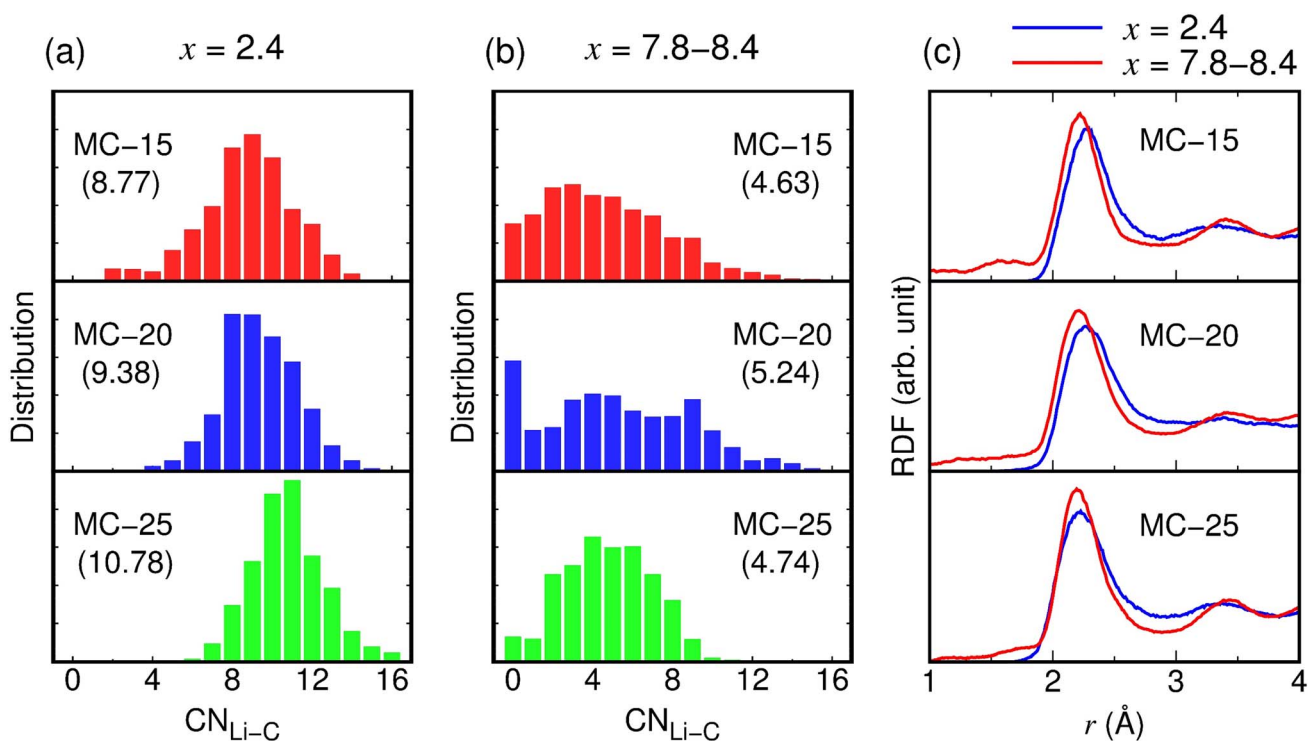 (a)
x = 2.4
Distribution
MC−15
(8.77)
MC−20
(9.38)
MC−25
(10.78)
0 4 8 12 16
CNLi−C
(b)
x = 7.8−8.4
Distribution
MC−15
(4.63)
MC−20
(5.24)
MC−25
(4.74)
0 4 8 12 16
CNLi−C
(c)
x = 2.4
x = 7.8−8.4
RDF (arb. unit)
MC−15
MC−20
MC−25
1 2 3 4
r (Å)